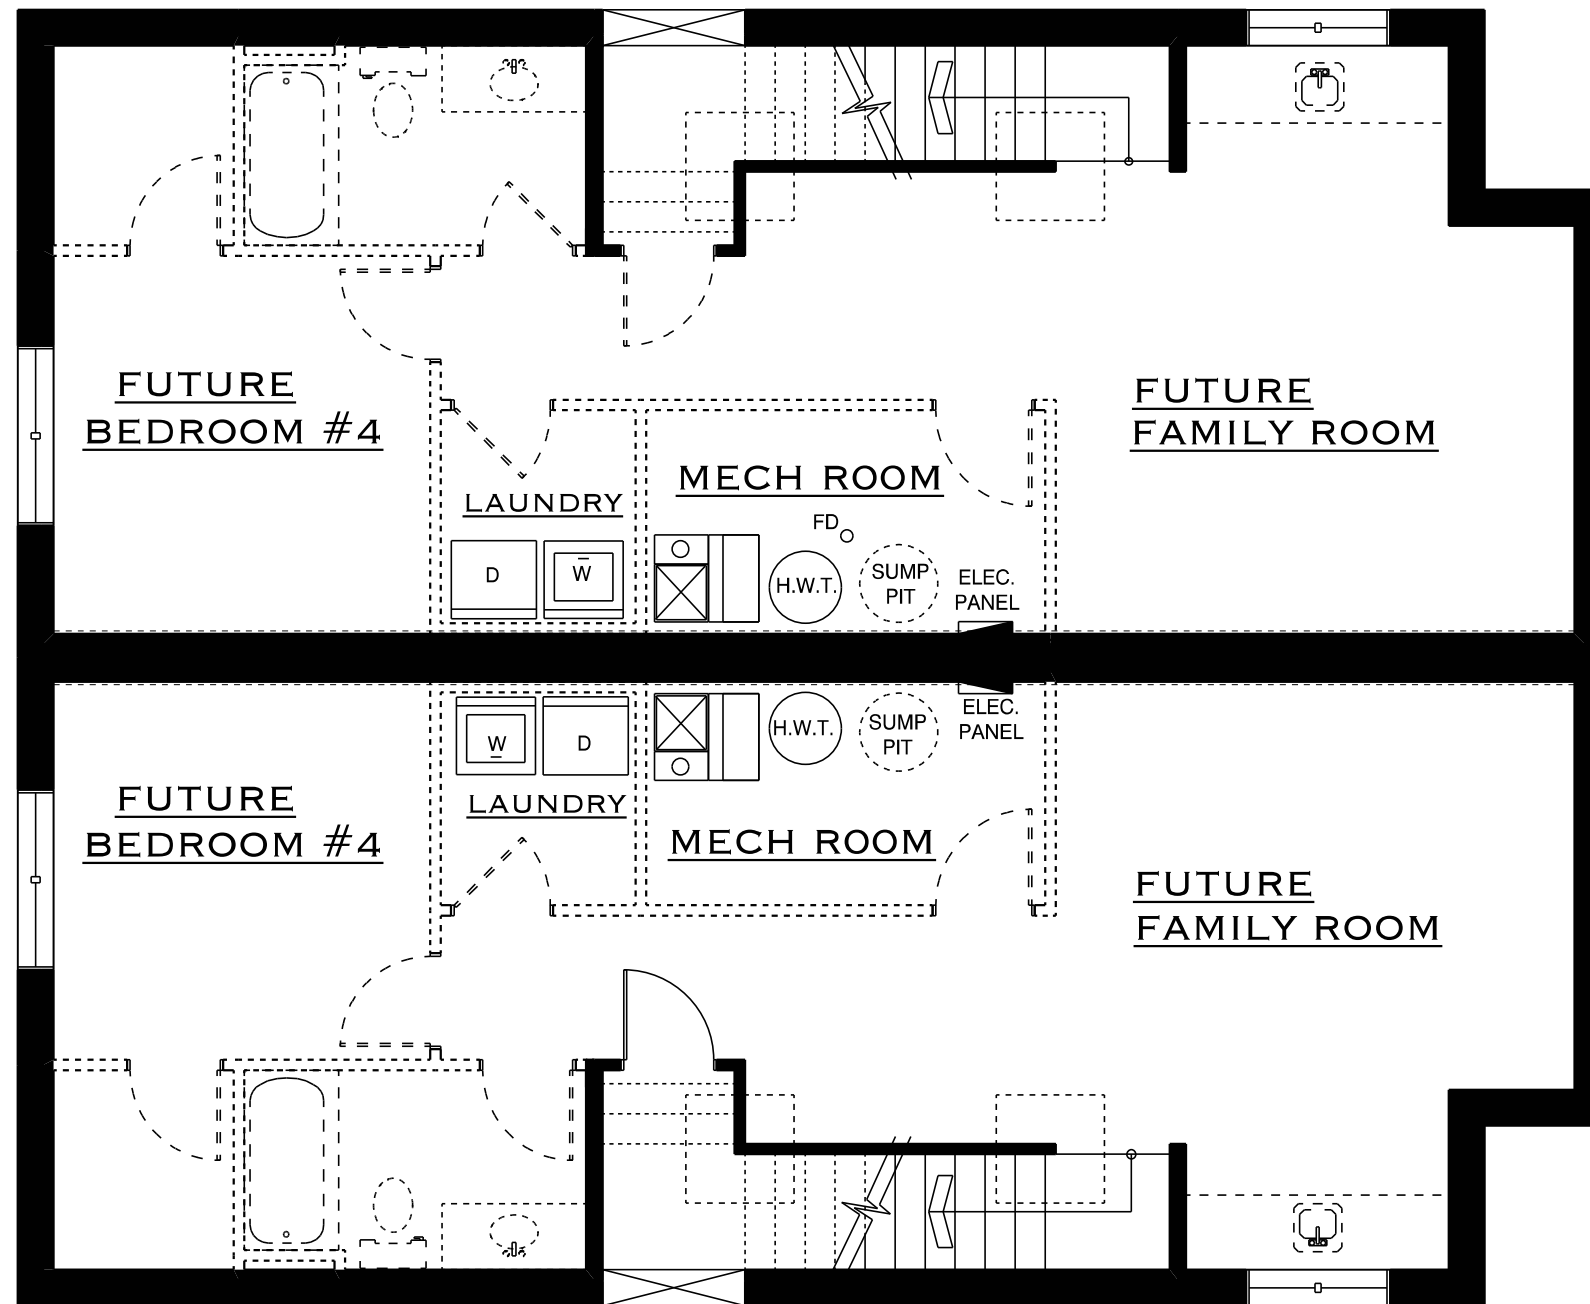 FUTURE
BEDROOM #4
FUTURE
FAMILY ROOM
MECH ROOM
LAUNDRY
FD
D
W
H.W.T.
SUMP
PIT
ELEC.
PANEL
W
D
H.W.T.
SUMP
PIT
ELEC.
PANEL
LAUNDRY
MECH ROOM
FUTURE
BEDROOM #4
FUTURE
FAMILY ROOM